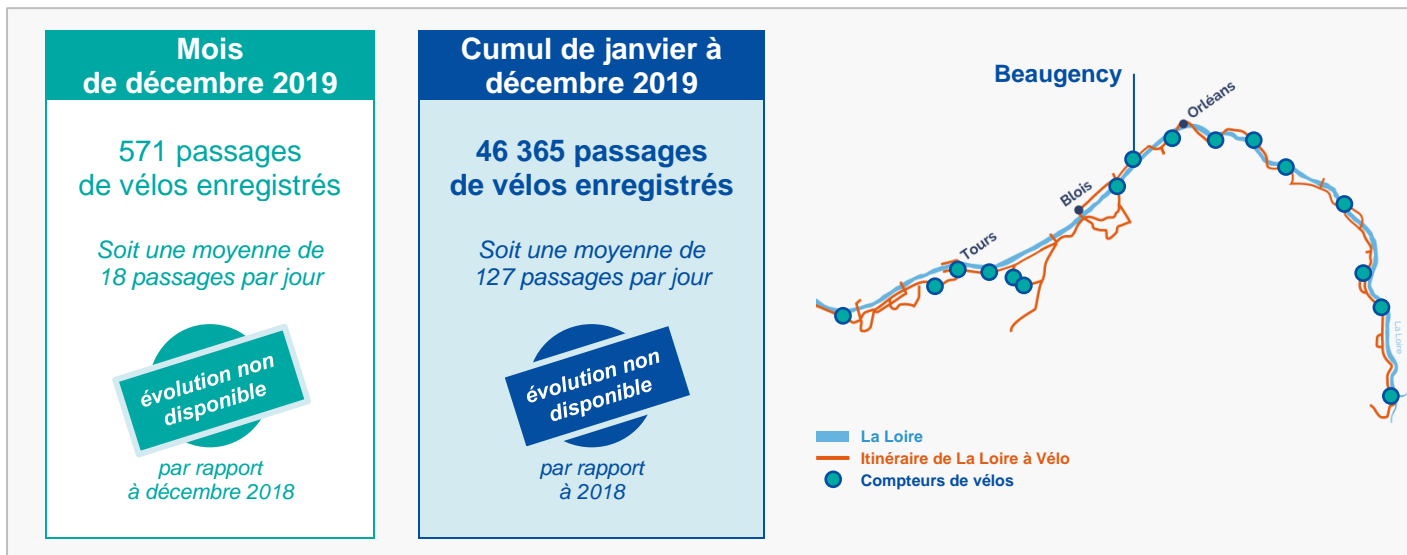 Mois
de décembre 2019
571 passages
de vélos enregistrés
Soit une moyenne de
18 passages par jour
évolution non
disponible
par rapport
à décembre 2018
Cumul de janvier à
décembre 2019
46 365 passages
de vélos enregistrés
Soit une moyenne de
127 passages par jour
évolution non
disponible
par rapport
à 2018
Beaugency
Orléans
Blois
Tours
La Loire
La Loire
Itinéraire de La Loire à Vélo
Compteurs de vélos